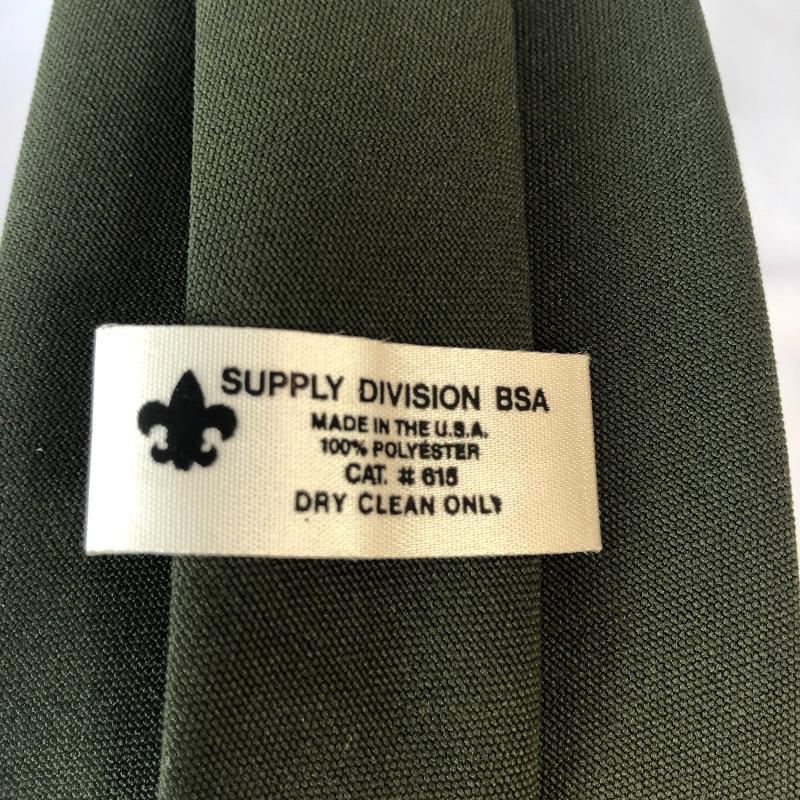 SUPPLY DIVISION BSA
MADE IN THE U.S.A.
100% POLYESTER
CAT. # 615
DRY CLEAN ONLY